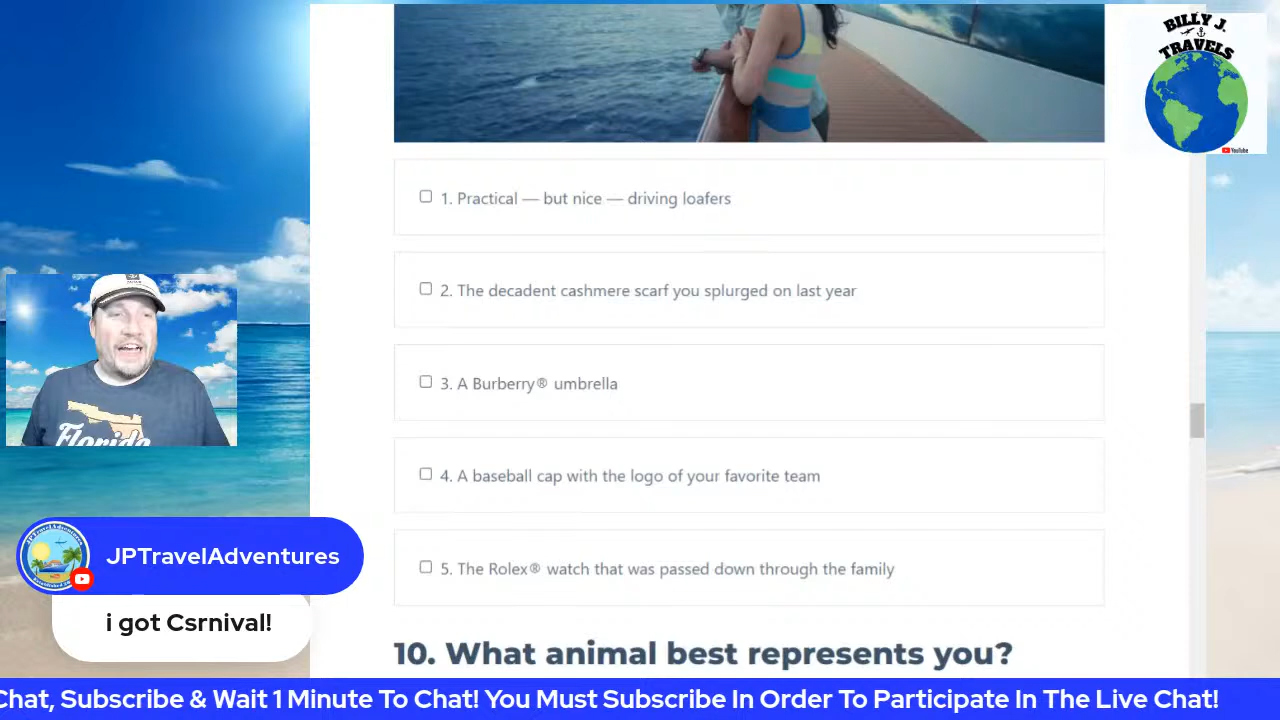 BILLY J.
TRAVELS
YouTube
1. Practical — but nice — driving loafers
2. The decadent cashmere scarf you splurged on last year
3. A Burberry® umbrella
4. A baseball cap with the logo of your favorite team
5. The Rolex® watch that was passed down through the family
10. What animal best represents you?
Florida
JPTravelAdventures
i got Csrnival!
Chat, Subscribe & Wait 1 Minute To Chat! You Must Subscribe In Order To Participate In The Live Chat!